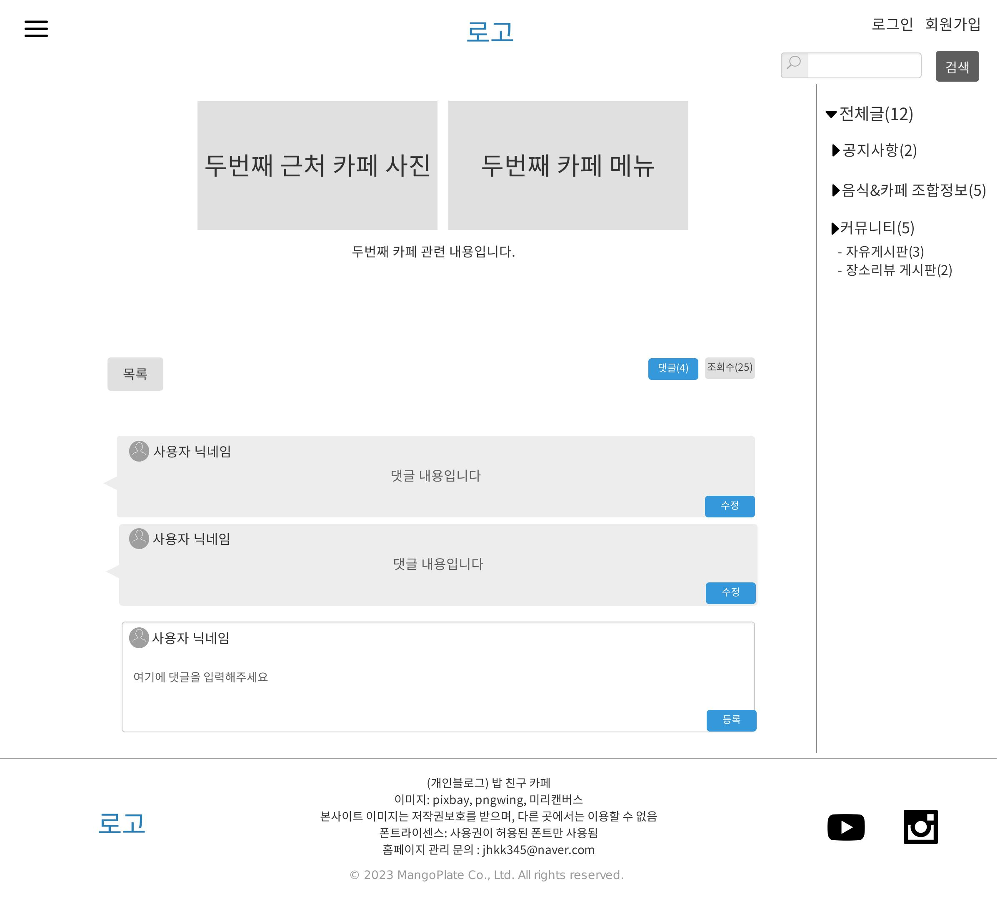 로고
로그인 회원가입
검색
두번째 근처 카페 사진
두번째 카페 메뉴
두번째 카페 관련 내용입니다.
전체글(12)
공지사항(2)
음식&카페 조합정보(5)
커뮤니티(5)
- 자유게시판(3)
- 장소리뷰 게시판(2)
목록
댓글(4)
조회수(25)
사용자 닉네임
댓글 내용입니다
수정
사용자 닉네임
댓글 내용입니다
수정
사용자 닉네임
여기에 댓글을 입력해주세요
등록
로고
(개인블로그) 밥 친구 카페
이미지: pixbay, pngwing, 미리캔버스
본사이트 이미지는 저작권보호를 받으며, 다른 곳에서는 이용할 수 없음
폰트라이센스: 사용권이 허용된 폰트만 사용됨
홈페이지 관리 문의 : jhkk345@naver.com
© 2023 MangoPlate Co., Ltd. All rights reserved.